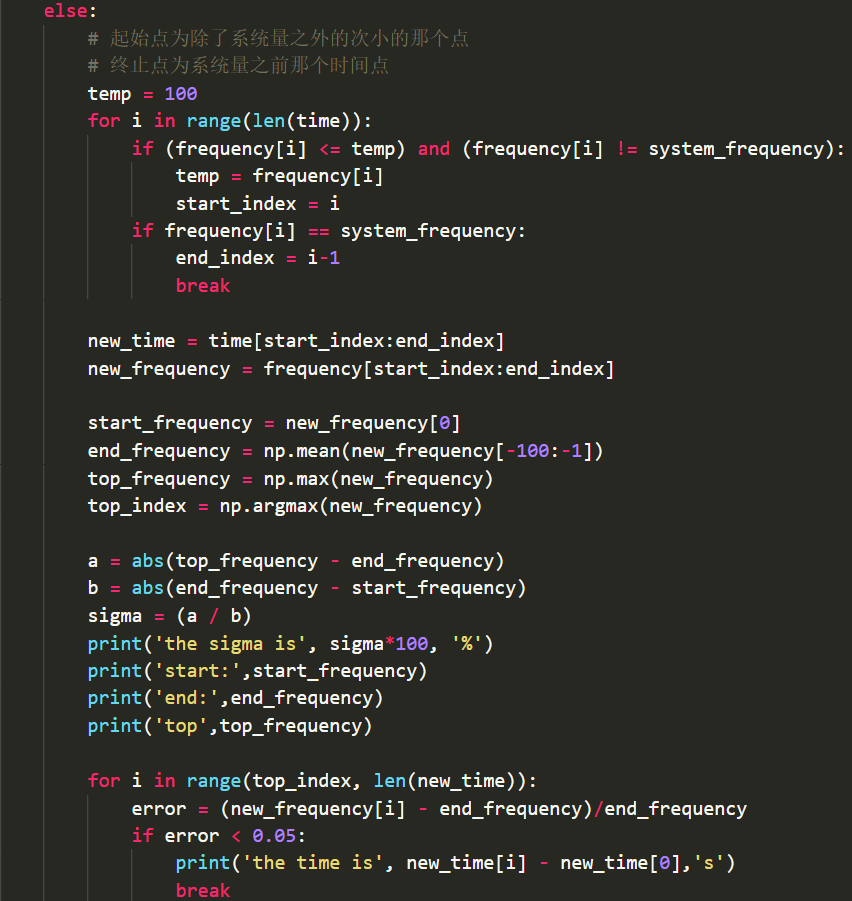 else:
# 起始点为除了系统量之外的次小的那个点
# 终止点为系统量之前那个时间点
temp = 100
for i in range(len(time)):
if (frequency[i] <= temp) and (frequency[i] != system_frequency):
temp = frequency[i]
start_index = i
if frequency[i] == system_frequency:
end_index = i-1
break
new_time = time[start_index:end_index]
new_frequency = frequency[start_index:end_index]
start_frequency = new_frequency[0]
end_frequency = np.mean(new_frequency[-100:-1])
top_frequency = np.max(new_frequency)
top_index = np.argmax(new_frequency)
a = abs(top_frequency - end_frequency)
b = abs(end_frequency - start_frequency)
sigma = (a / b)
print('the sigma is', sigma*100, '%')
print('start:',start_frequency)
print('end:',end_frequency)
print('top',top_frequency)
for i in range(top_index, len(new_time)):
error = (new_frequency[i] - end_frequency)/end_frequency
if error < 0.05:
print('the time is', new_time[i] - new_time[0],'s')
break